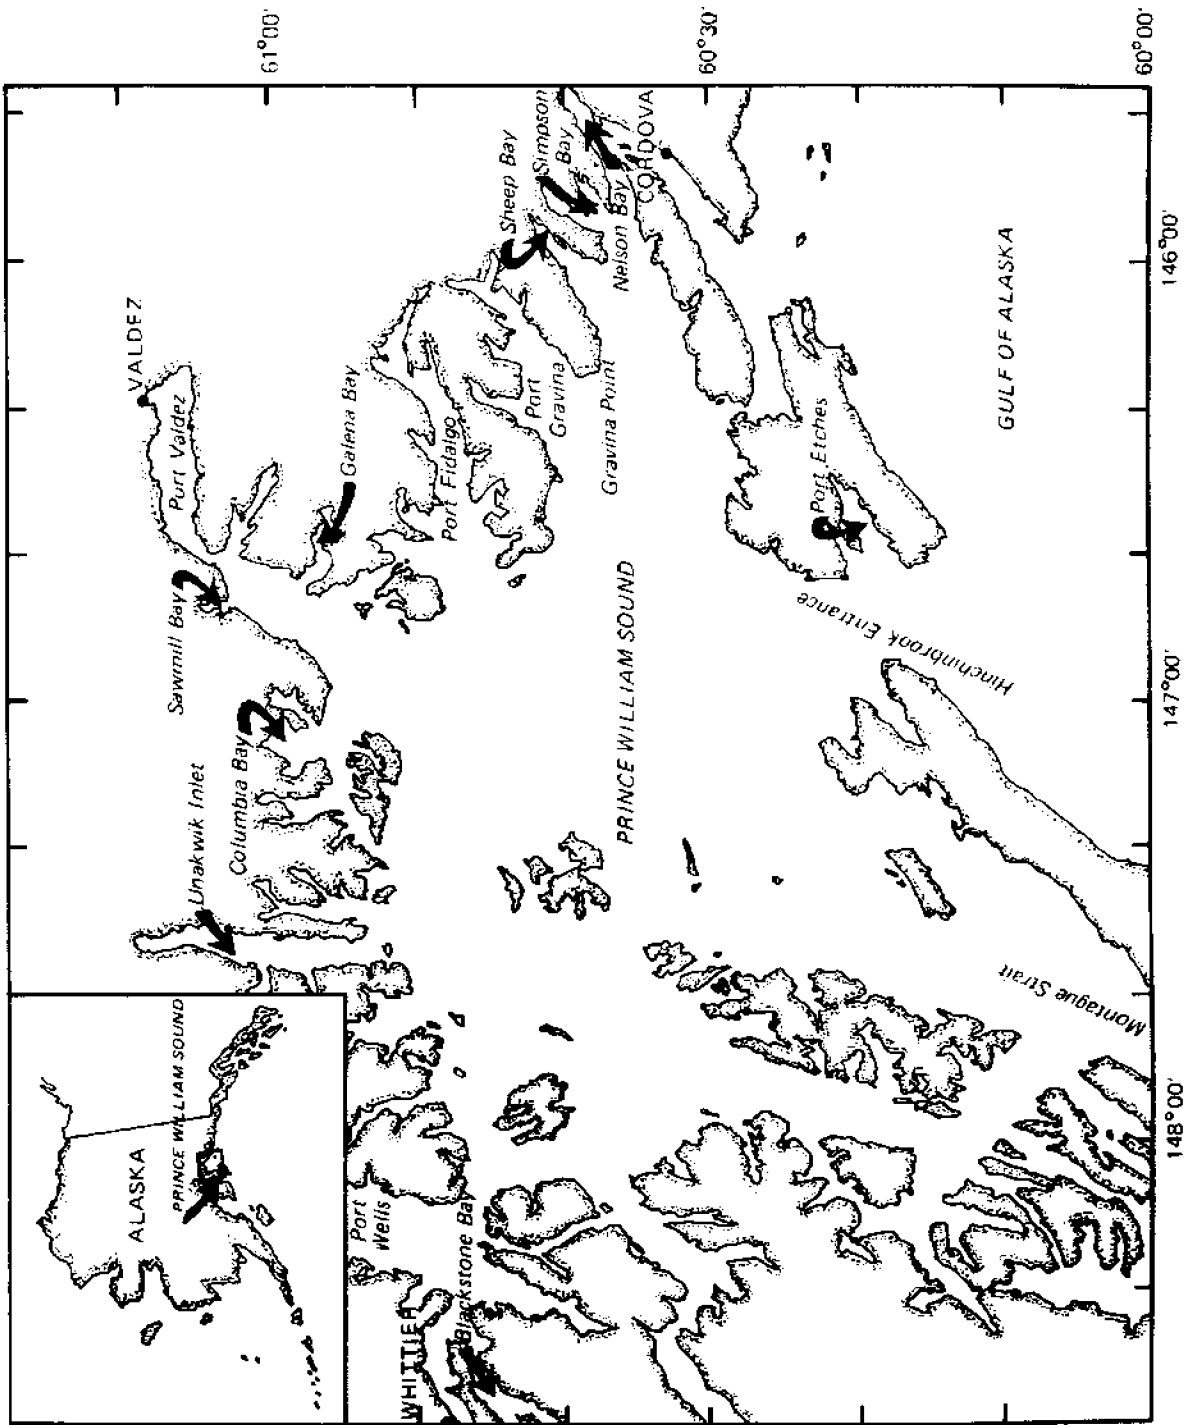 ALASKA
PRINCE WILLIAM SOUND
Unakwik Inlet
Columbia Bay
Sawmill Bay
Port Valdez
VALDEZ
Galena Bay
Port Fidalgo
Port
Gravina
Gravina Point
Sheep Bay
Simpson
Bay
Nelson Bay
CORDOVA
WHITTIER
Port
Wells
Blackstone Bay
PRINCE WILLIAM SOUND
Port Etches
Hinchinbrook Entrance
Montague Strait
GULF OF ALASKA
61°00'
60°30'
60°00'
148°00'
147°00'
146°00'